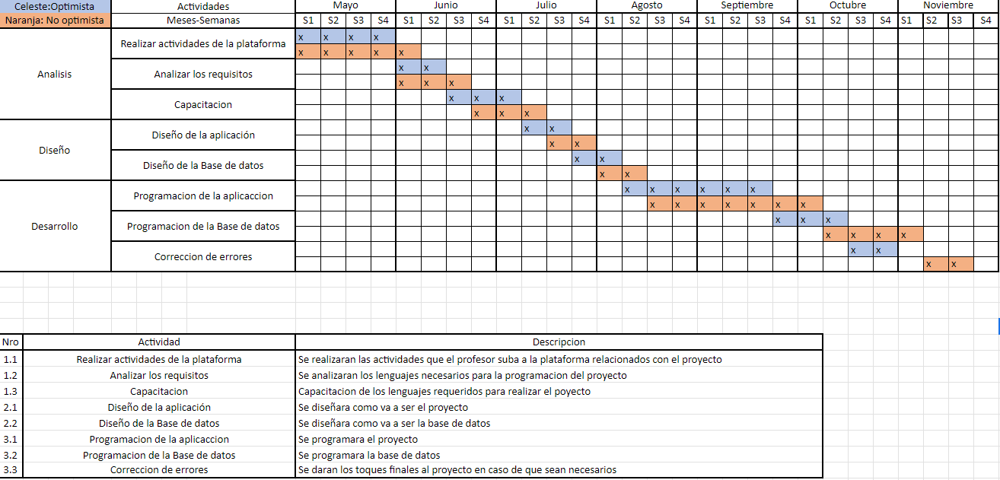 Celeste:Optimista Actividades Mayo Junio Julio Agosto Septiembre Octubre Noviembre
Naranja: No optimista Meses-Semanas S1 S2 S3 S4 S1 S2 S3 S4 S1 S2 S3 S4 S1 S2 S3 S4 S1 S2 S3 S4 S1 S2 S3 S4 S1 S2 S3 S4
Analisis
Realizar actividades de la plataforma
x x x x
x x x x x
Analizar los requisitos
x x
x x x
Capacitacion
x x x
x x x
Diseño
Diseño de la aplicación
x x
x x
Diseño de la Base de datos
x x
x x
Desarrollo
Programacion de la aplicaccion
x x x x x x
x x x x x x x
Programacion de la Base de datos
x x x
x x x x
Correccion de errores
x x
x x
Nro Actividad Descripcion
1.1 Realizar actividades de la plataforma Se realizaran las actividades que el profesor suba a la plataforma relacionados con el proyecto
1.2 Analizar los requisitos Se analizaran los lenguajes necesarios para la programacion del proyecto
1.3 Capacitacion Capacitacion de los lenguajes requeridos para realizar el poyecto
2.1 Diseño de la aplicación Se diseñara como va a ser el proyecto
2.2 Diseño de la Base de datos Se diseñara como va a ser la base de datos
3.1 Programacion de la aplicaccion Se programara el proyecto
3.2 Programacion de la Base de datos Se programara la base de datos
3.3 Correccion de errores Se daran los toques finales al proyecto en caso de que sean necesarios